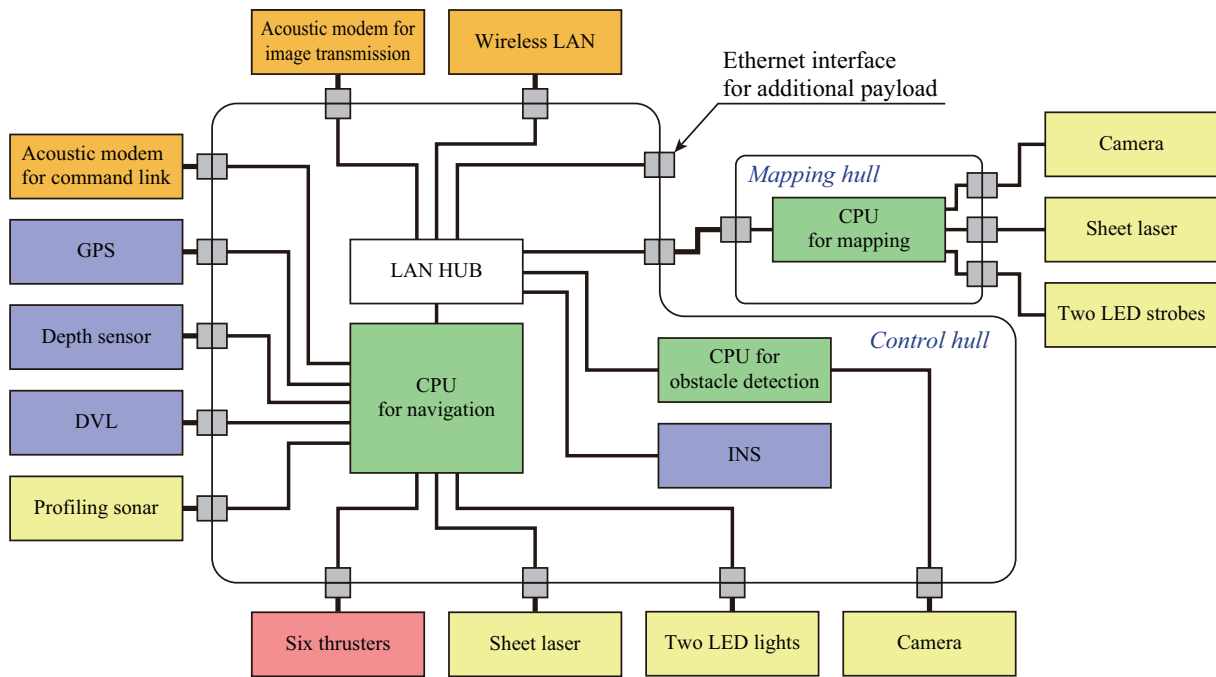 Acoustic modem for
image transmission
Wireless LAN
Ethernet interface
for additional payload
Acoustic modem
for command link
GPS
Depth sensor
DVL
Profiling sonar
LAN HUB
CPU
for navigation
Mapping hull
CPU
for mapping
Camera
Sheet laser
Two LED strobes
Control hull
CPU for
obstacle detection
INS
Six thrusters
Sheet laser
Two LED lights
Camera